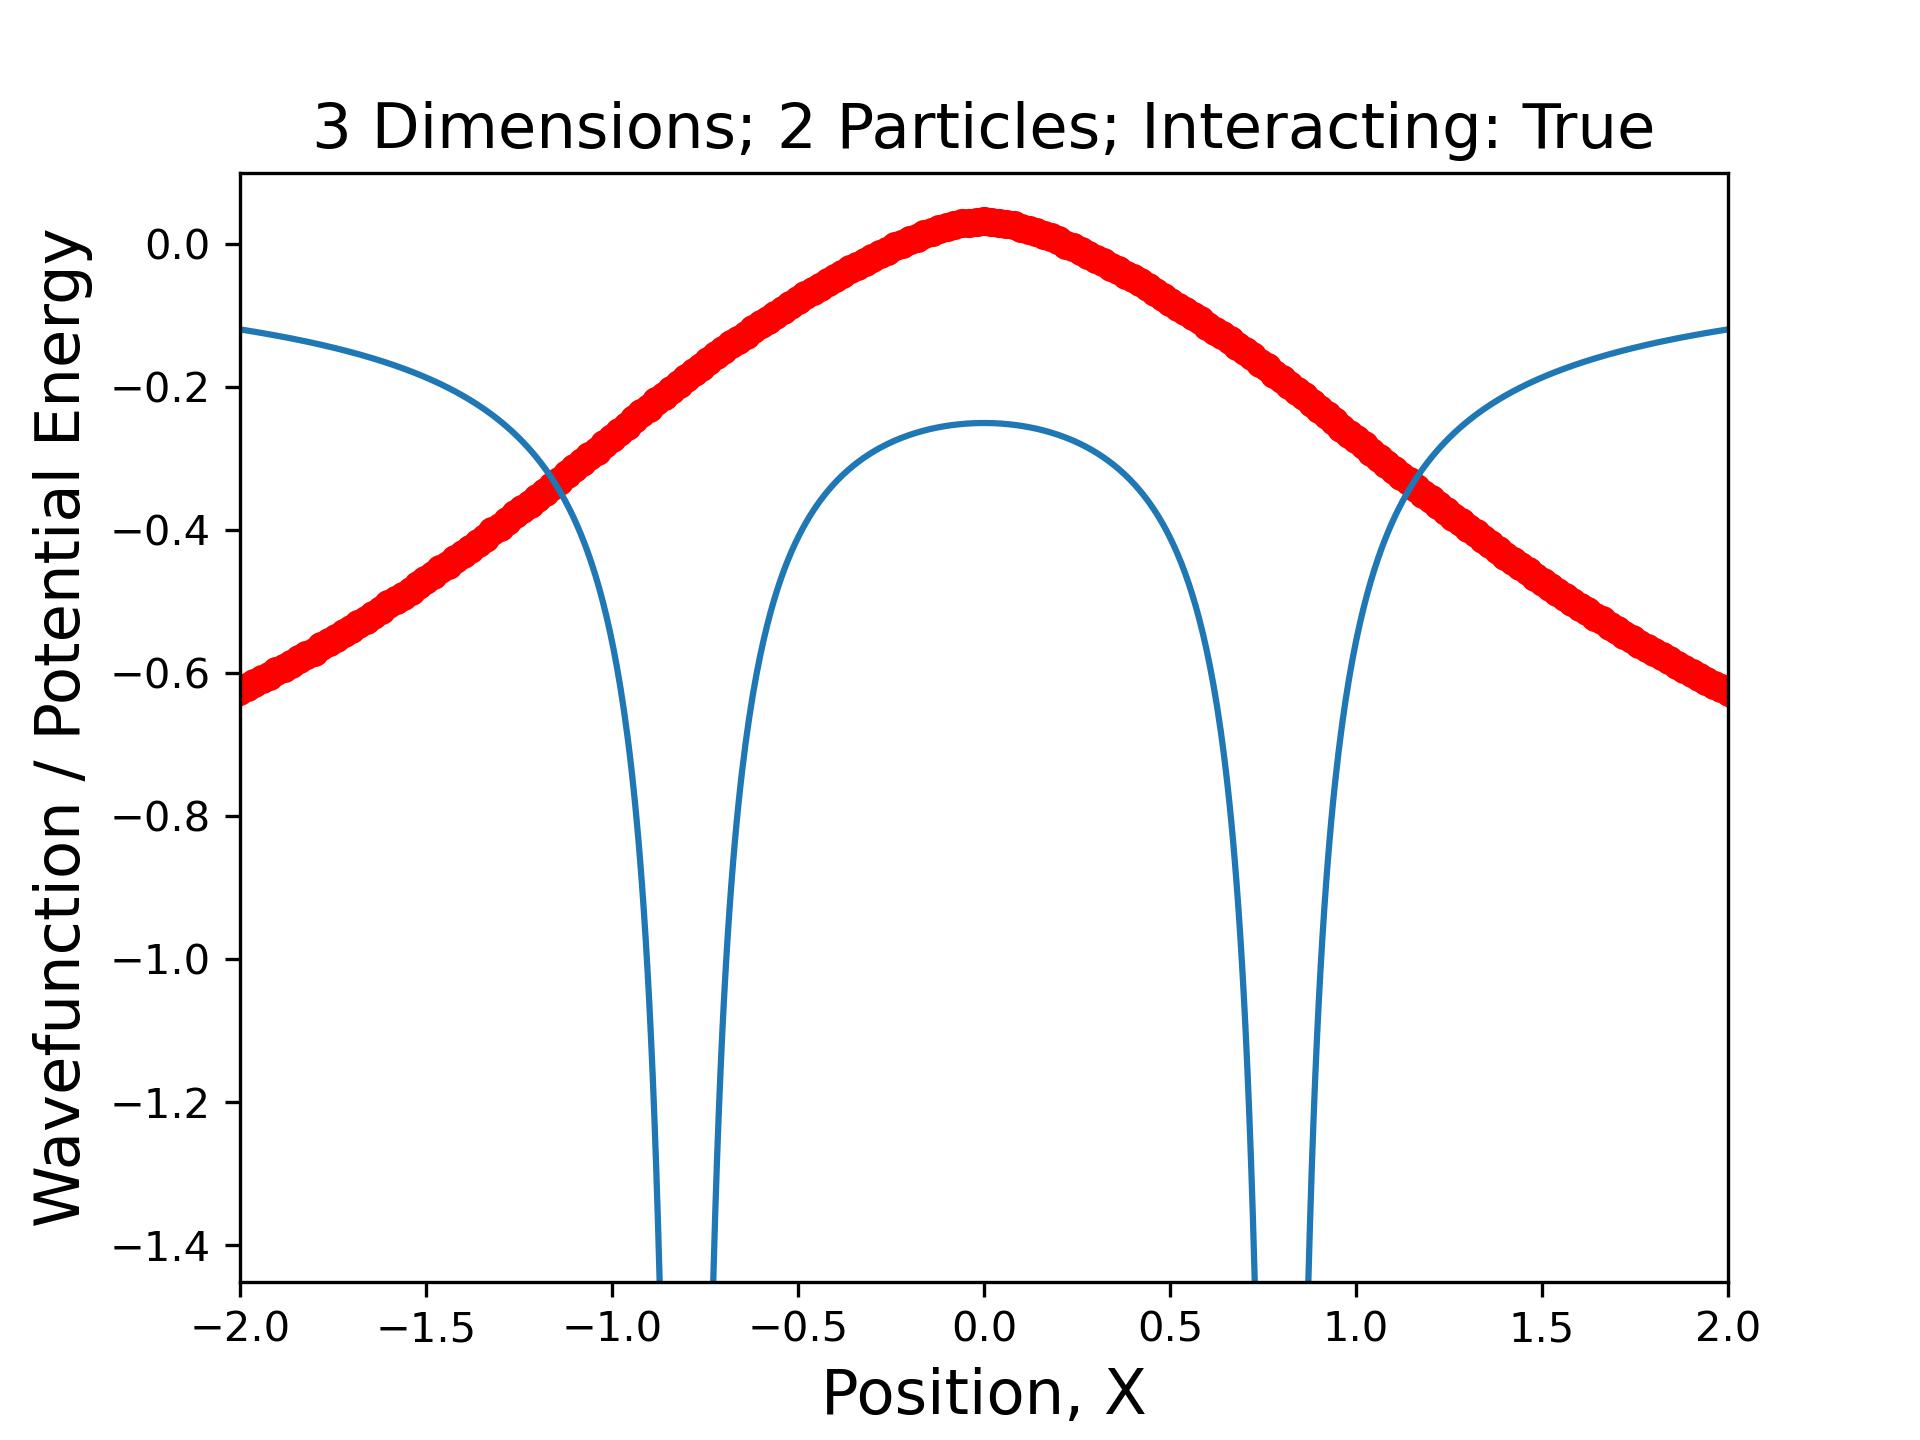 3 Dimensions; 2 Particles; Interacting: True
Wavefunction / Potential Energy
0.0
−0.2
−0.4
−0.6
−0.8
−1.0
−1.2
−1.4
−2.0 −1.5 −1.0 −0.5 0.0 0.5 1.0 1.5 2.0
Position, X